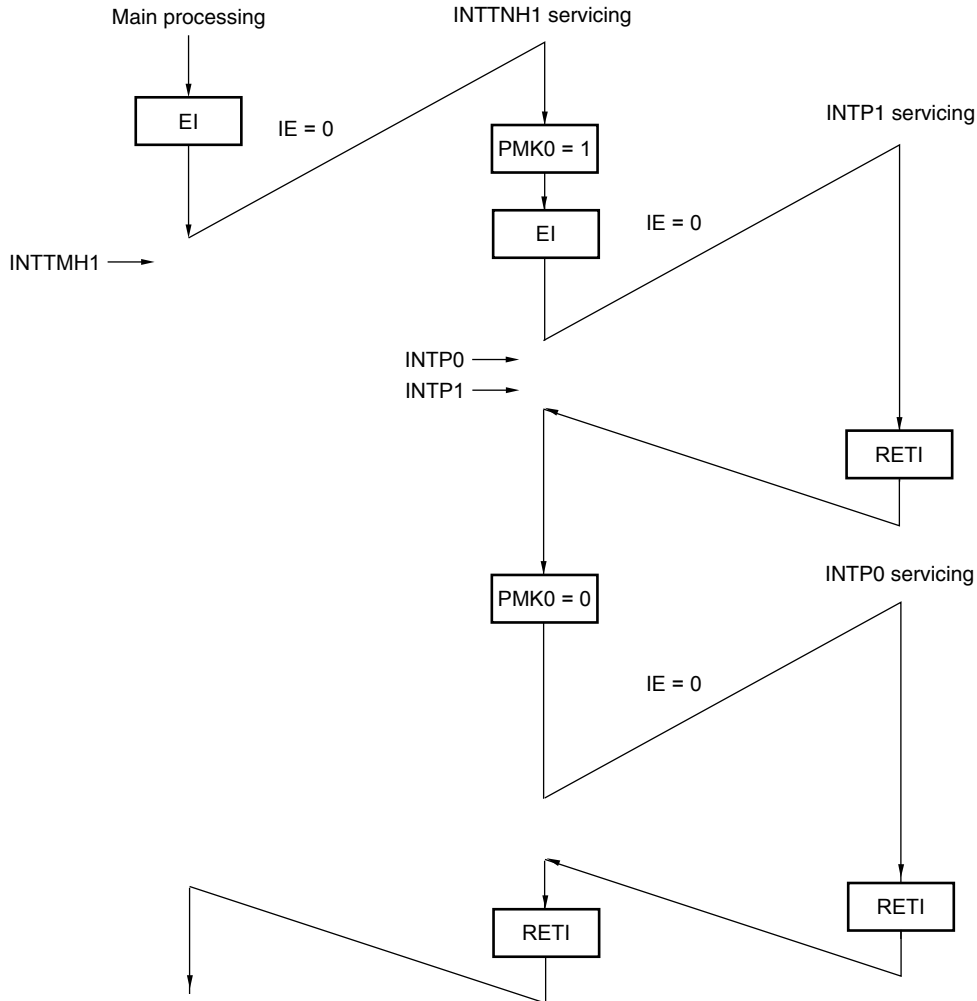 Main processing
INTTNH1 servicing
EI
IE = 0
PMK0 = 1
INTP1 servicing
EI
IE = 0
INTTMH1
INTP0
INTP1
RETI
PMK0 = 0
INTP0 servicing
IE = 0
RETI
RETI